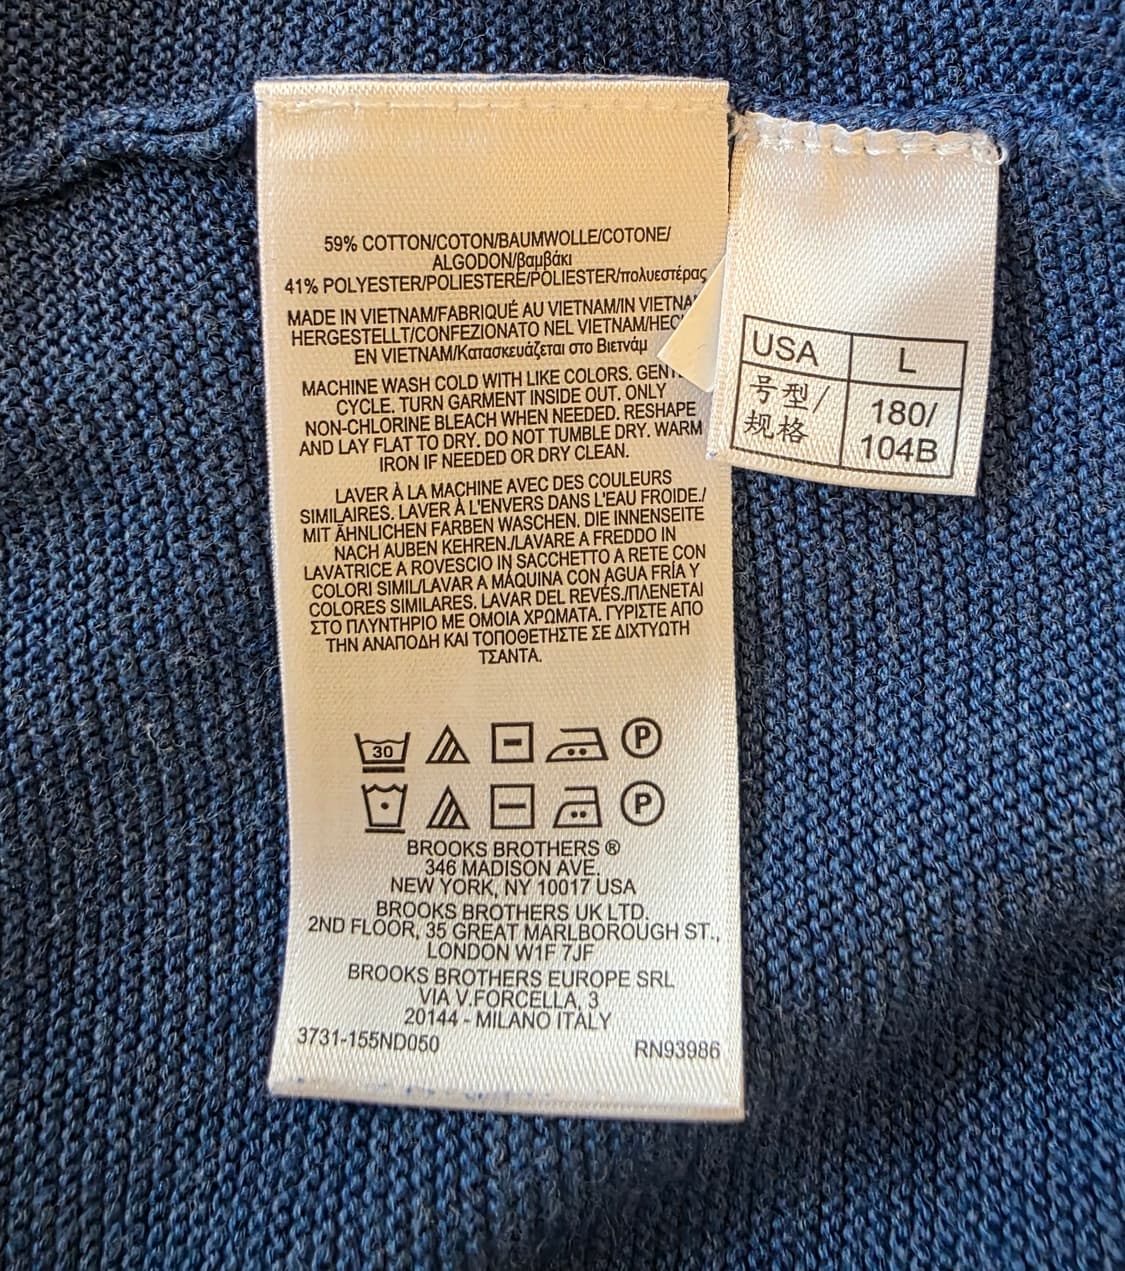 59% COTTON/COTON/BAUMWOLLE/COTONE/
ALGODON/βαμβάκι
41% POLYESTER/POLIESTERE/POLIESTER/πολυεστέρας
MADE IN VIETNAM/FABRIQUÉ AU VIETNAM/IN
HERGESTELLT/CONFEZIONATO NEL VIETNAM/
EN VIETNAM/Κατασκευάζεται στο Βιετνάμ
MACHINE WASH COLD WITH LIKE COLORS.
CYCLE. TURN GARMENT INSIDE OUT. ONLY
NON-CHLORINE BLEACH WHEN NEEDED. RESHAPE
AND LAY FLAT TO DRY. DO NOT TUMBLE DRY. WARM
IRON IF NEEDED OR DRY CLEAN.
LAVER À LA MACHINE AVEC DES COULEURS
SIMILAIRES. LAVER À L'ENVERS DANS L'EAU FROIDE./
MIT ÄHNLICHEN FARBEN WASCHEN. DIE INNENSEITE
NACH AUBEN KEHREN./LAVARE A FREDDO IN
LAVATRICE A ROVESCIO IN SACCHETTO A RETE CON
COLORI SIMIL/LAVAR A MÁQUINA CON AGUA FRÍA Y
COLORES SIMILARES. LAVAR DEL REVÉS./ΠΛΕΝΕΤΑΙ
ΣΤΟ ΠΛΥΝΤΗΡΙΟ ΜΕ ΟΜΟΙΑ ΧΡΩΜΑΤΑ. ΓΥΡΙΣΤΕ ΑΠΟ
ΤΗΝ ΑΝΑΠΟΔΗ ΚΑΙ ΤΟΠΟΘΕΤΗΣΤΕ ΣΕ ΔΙΧΤΥΩΤΗ
ΤΣΑΝΤΑ.
30 P
P
BROOKS BROTHERS ®
346 MADISON AVE.
NEW YORK, NY 10017 USA
BROOKS BROTHERS UK LTD.
2ND FLOOR, 35 GREAT MARLBOROUGH ST.,
LONDON W1F 7JF
BROOKS BROTHERS EUROPE SRL
VIA V.FORCELLA, 3
20144 - MILANO ITALY
3731-155ND050 RN93986
USA L
号型/ 180/
规格 104B